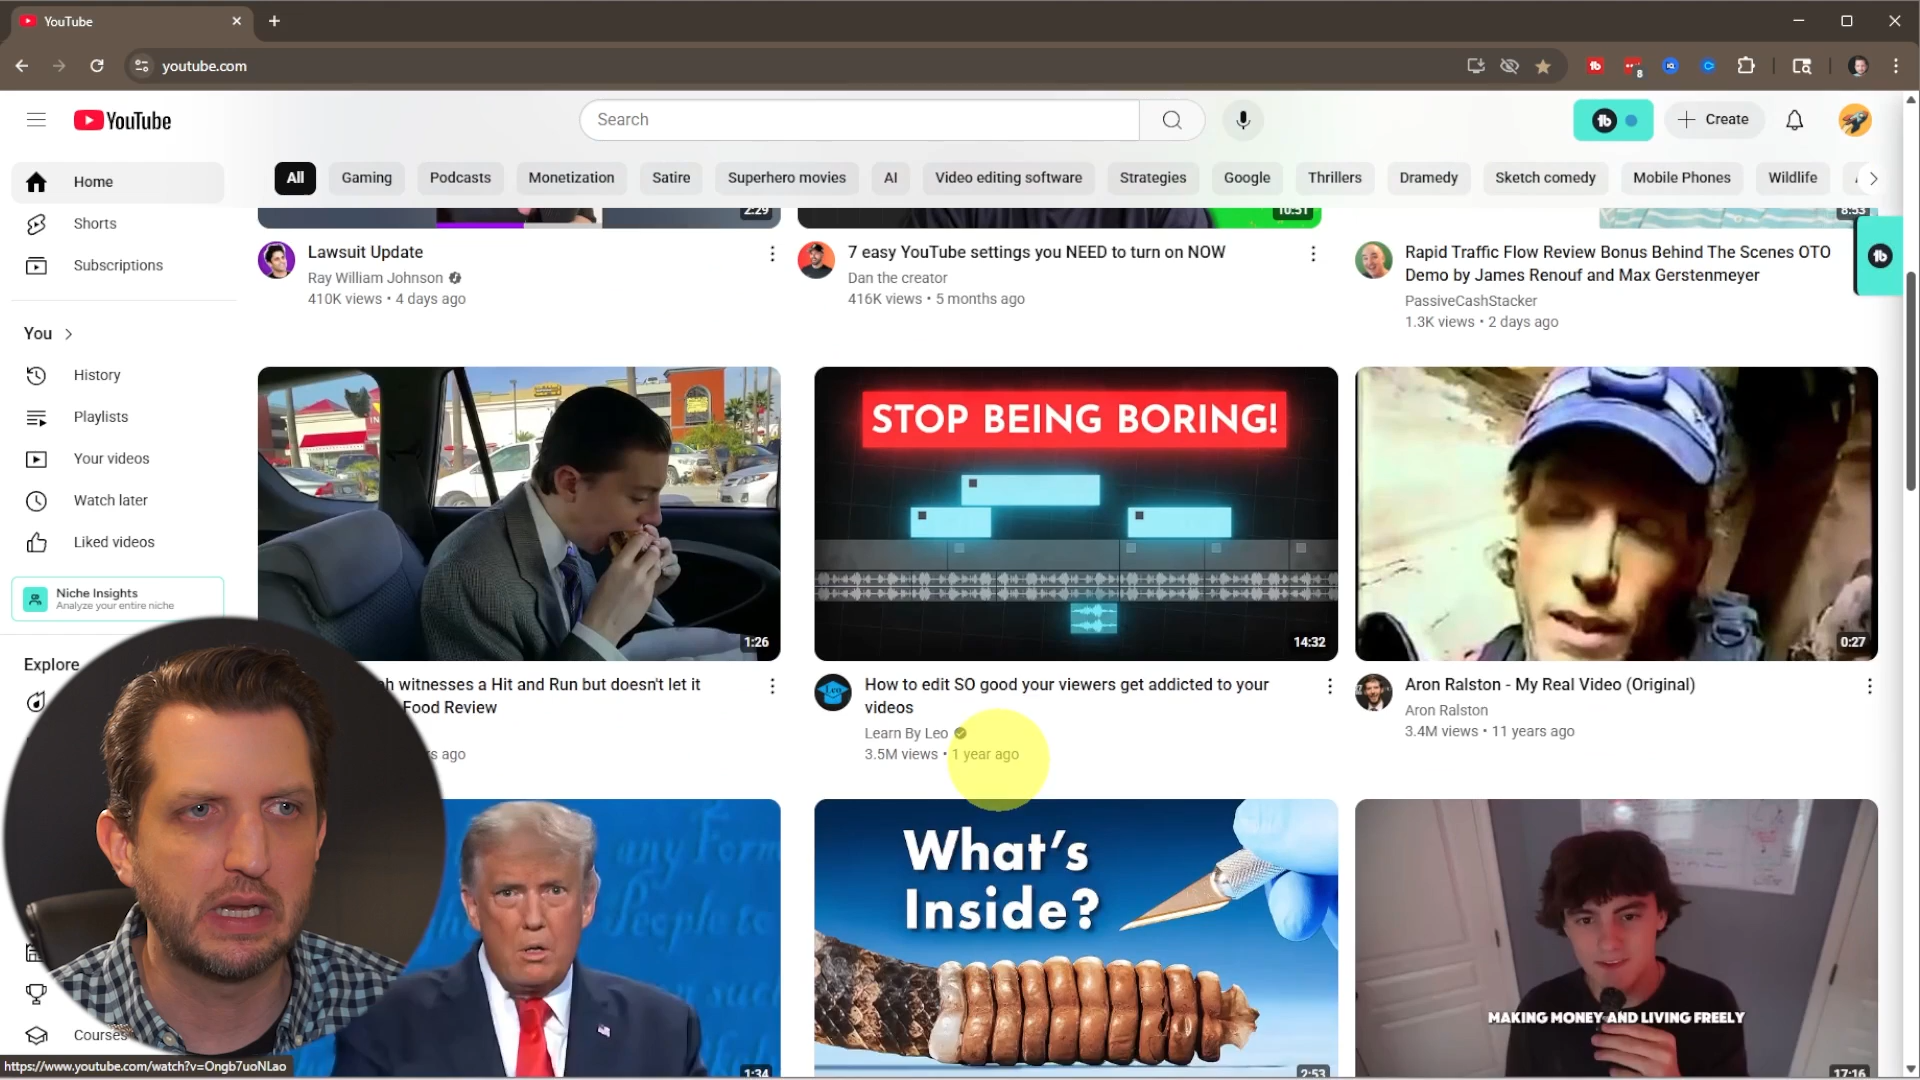 YouTube
youtube.com
8
YouTube
Search
Create
Home
Shorts
Subscriptions
You
History
Playlists
Your videos
Watch later
Liked videos
Niche Insights
Analyze your entire niche
Explore
Courses
All
Gaming
Podcasts
Monetization
Satire
Superhero movies
AI
Video editing software
Strategies
Google
Thrillers
Dramedy
Sketch comedy
Mobile Phones
Wildlife
2:29
10:51
8:53
Lawsuit Update
Ray William Johnson
410K views • 4 days ago
7 easy YouTube settings you NEED to turn on NOW
Dan the creator
416K views • 5 months ago
Rapid Traffic Flow Review Bonus Behind The Scenes OTO
Demo by James Renouf and Max Gerstenmeyer
PassiveCashStacker
1.3K views • 2 days ago
1:26
witnesses a Hit and Run but doesn't let it
Food Review
ago
STOP BEING BORING!
14:32
How to edit SO good your viewers get addicted to your
videos
Learn By Leo
3.5M views • 1 year ago
0:27
Aron Ralston - My Real Video (Original)
Aron Ralston
3.4M views • 11 years ago
1:34
What's
Inside?
2:53
MAKING MONEY AND LIVING FREELY
17:16
https://www.youtube.com/watch?v=Ongb7uoNLao